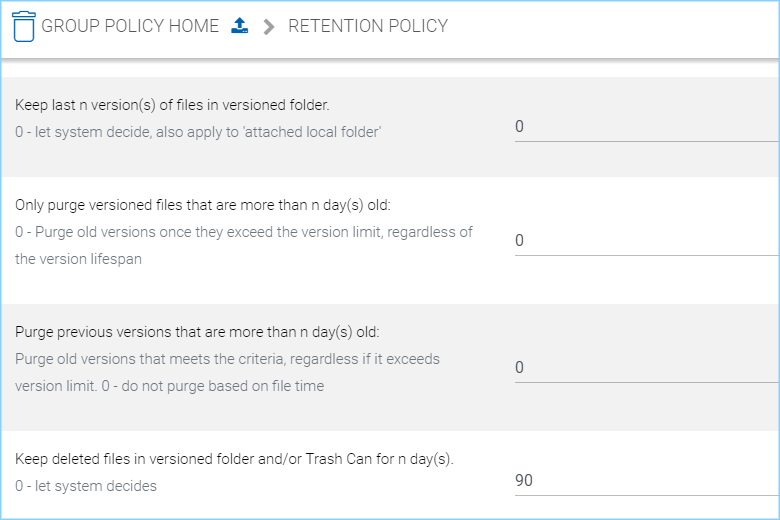 GROUP POLICY HOME RETENTION POLICY
Keep last n version(s) of files in versioned folder.
0 - let system decide, also apply to 'attached local folder'
0
Only purge versioned files that are more than n day(s) old:
0 - Purge old versions once they exceed the version limit, regardless of
the version lifespan
0
Purge previous versions that are more than n day(s) old:
Purge old versions that meets the criteria, regardless if it exceeds
version limit. 0 - do not purge based on file time
0
Keep deleted files in versioned folder and/or Trash Can for n day(s).
0 - let system decides
90